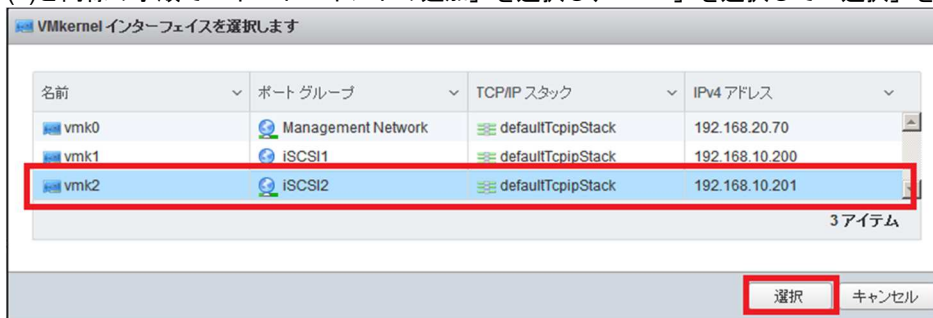 VMkernel インターフェイスを選択します
名前 ポート グループ TCP/IP スタック IPv4 アドレス
vmk0 Management Network defaultTcpipStack 192.168.20.70
vmk1 iSCSI1 defaultTcpipStack 192.168.10.200
vmk2 iSCSI2 defaultTcpipStack 192.168.10.201
3 アイテム
選択 キャンセル